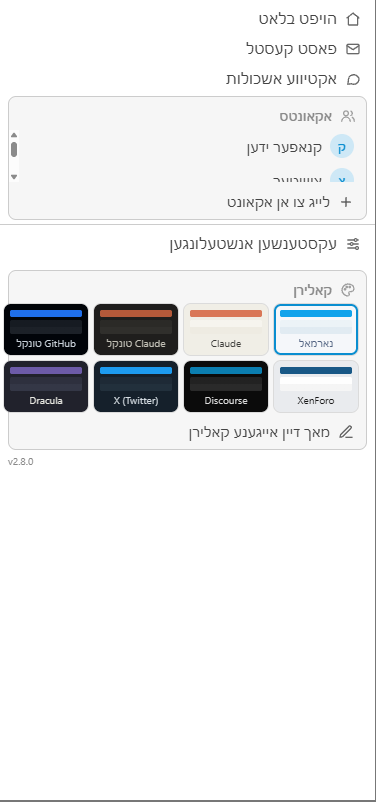 הויפט בלאט
פאסט קעסטל
אקטיווע אשכולות
אקאונטס
ק
קנאפער ידען
לייג צו אן אקאונט
עקסטענשען אנשטעלונגען
קאלירן
נארמאל
Claude
Claude טונקל
GitHub טונקל
XenForo
Discourse
X (Twitter)
Dracula
מאך דיין אייגענע קאלירן
v2.8.0